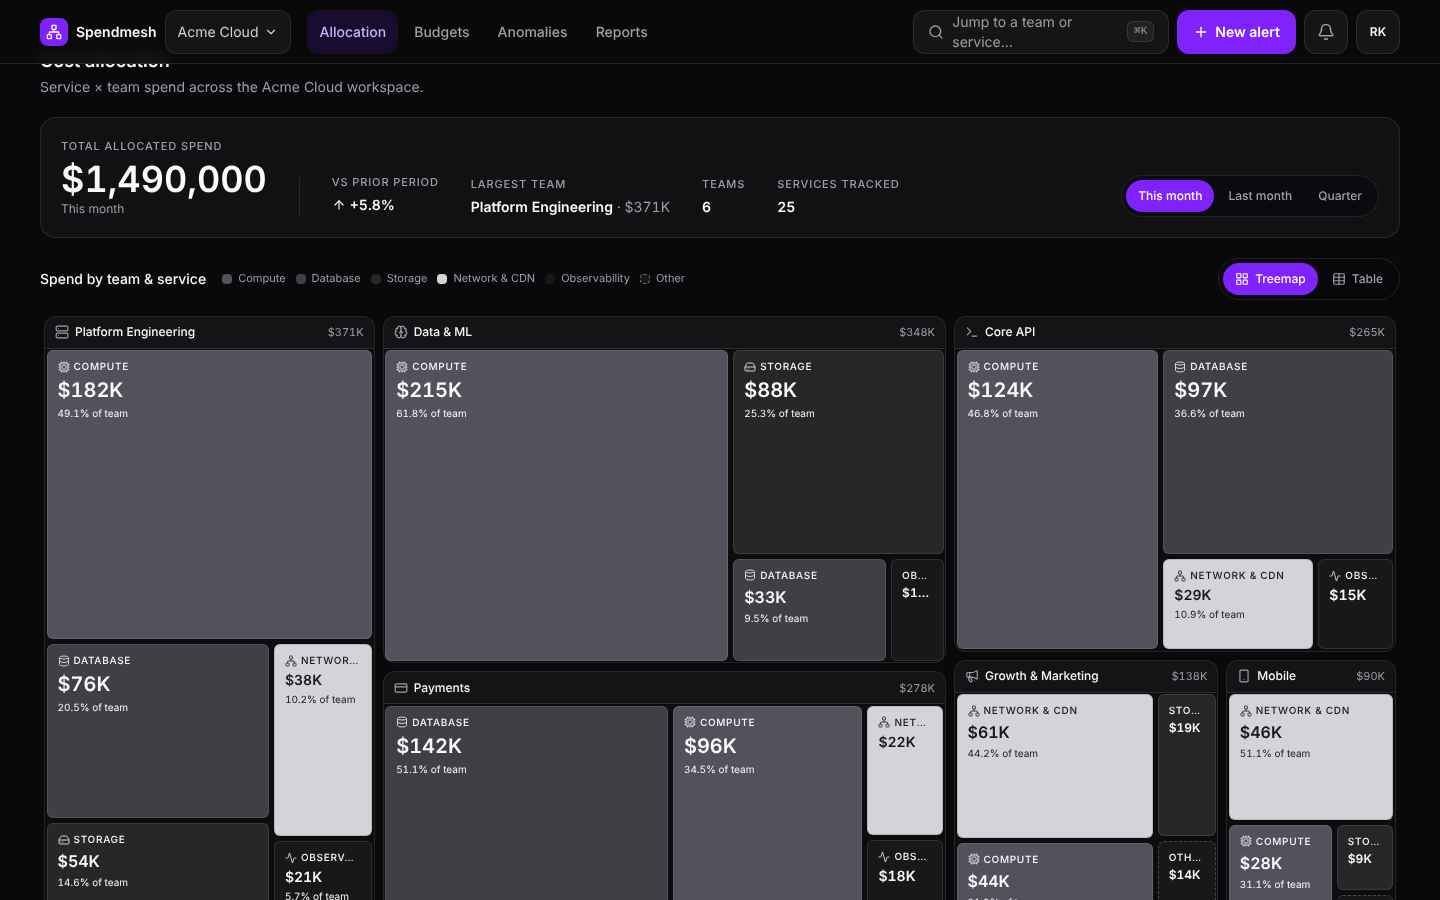 Spendmesh
Acme Cloud
Allocation
Budgets
Anomalies
Reports
Jump to a team or
service...
⌘K
New alert
RK
Cost allocation
Service × team spend across the Acme Cloud workspace.
TOTAL ALLOCATED SPEND
$1,490,000
This month
VS PRIOR PERIOD
↑ +5.8%
LARGEST TEAM
Platform Engineering · $371K
TEAMS
6
SERVICES TRACKED
25
This month
Last month
Quarter
Spend by team & service
Compute
Database
Storage
Network & CDN
Observability
Other
Treemap
Table
Platform Engineering
$371K
COMPUTE
$182K
49.1% of team
DATABASE
$76K
20.5% of team
NETWOR...
$38K
10.2% of team
STORAGE
$54K
14.6% of team
OBSERV...
$21K
5.7% of team
Data & ML
$348K
COMPUTE
$215K
61.8% of team
STORAGE
$88K
25.3% of team
DATABASE
$33K
9.5% of team
OB...
$1...
Payments
$278K
DATABASE
$142K
51.1% of team
COMPUTE
$96K
34.5% of team
NET...
$22K
OBS...
$18K
Core API
$265K
COMPUTE
$124K
46.8% of team
DATABASE
$97K
36.6% of team
NETWORK & CDN
$29K
10.9% of team
OBS...
$15K
Growth & Marketing
$138K
NETWORK & CDN
$61K
44.2% of team
STO...
$19K
COMPUTE
$44K
OTH...
$14K
Mobile
$90K
NETWORK & CDN
$46K
51.1% of team
COMPUTE
$28K
31.1% of team
STO...
$9K